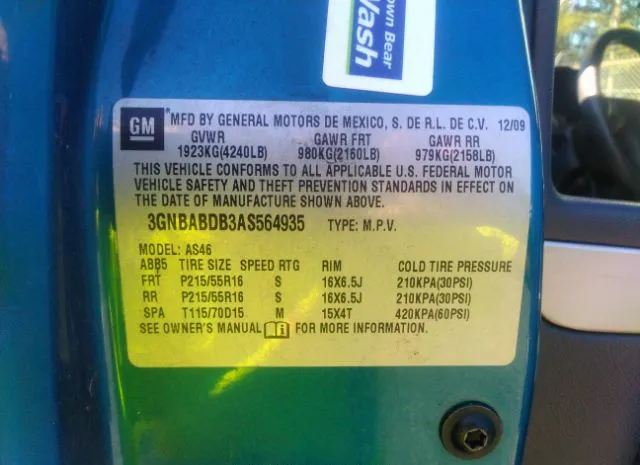 own Bear
Wash
GM
*MFD BY GENERAL MOTORS DE MEXICO, S. DE R.L. DE C.V. 12/09
GVWR GAWR FRT GAWR RR
1923KG(4240LB) 980KG(2160LB) 979KG(2158LB)
THIS VEHICLE CONFORMS TO ALL APPLICABLE U.S. FEDERAL MOTOR
VEHICLE SAFETY AND THEFT PREVENTION STANDARDS IN EFFECT ON
THE DATE OF MANUFACTURE SHOWN ABOVE.
3GNBABDB3AS564935 TYPE: M.P.V.
MODEL: AS46
ABB5 TIRE SIZE SPEED RTG RIM COLD TIRE PRESSURE
FRT P215/55R16 S 16X6.5J 210KPA(30PSI)
RR P215/55R16 S 16X6.5J 210KPA(30PSI)
SPA T115/70D15 M 15X4T 420KPA(60PSI)
SEE OWNER'S MANUAL FOR MORE INFORMATION.